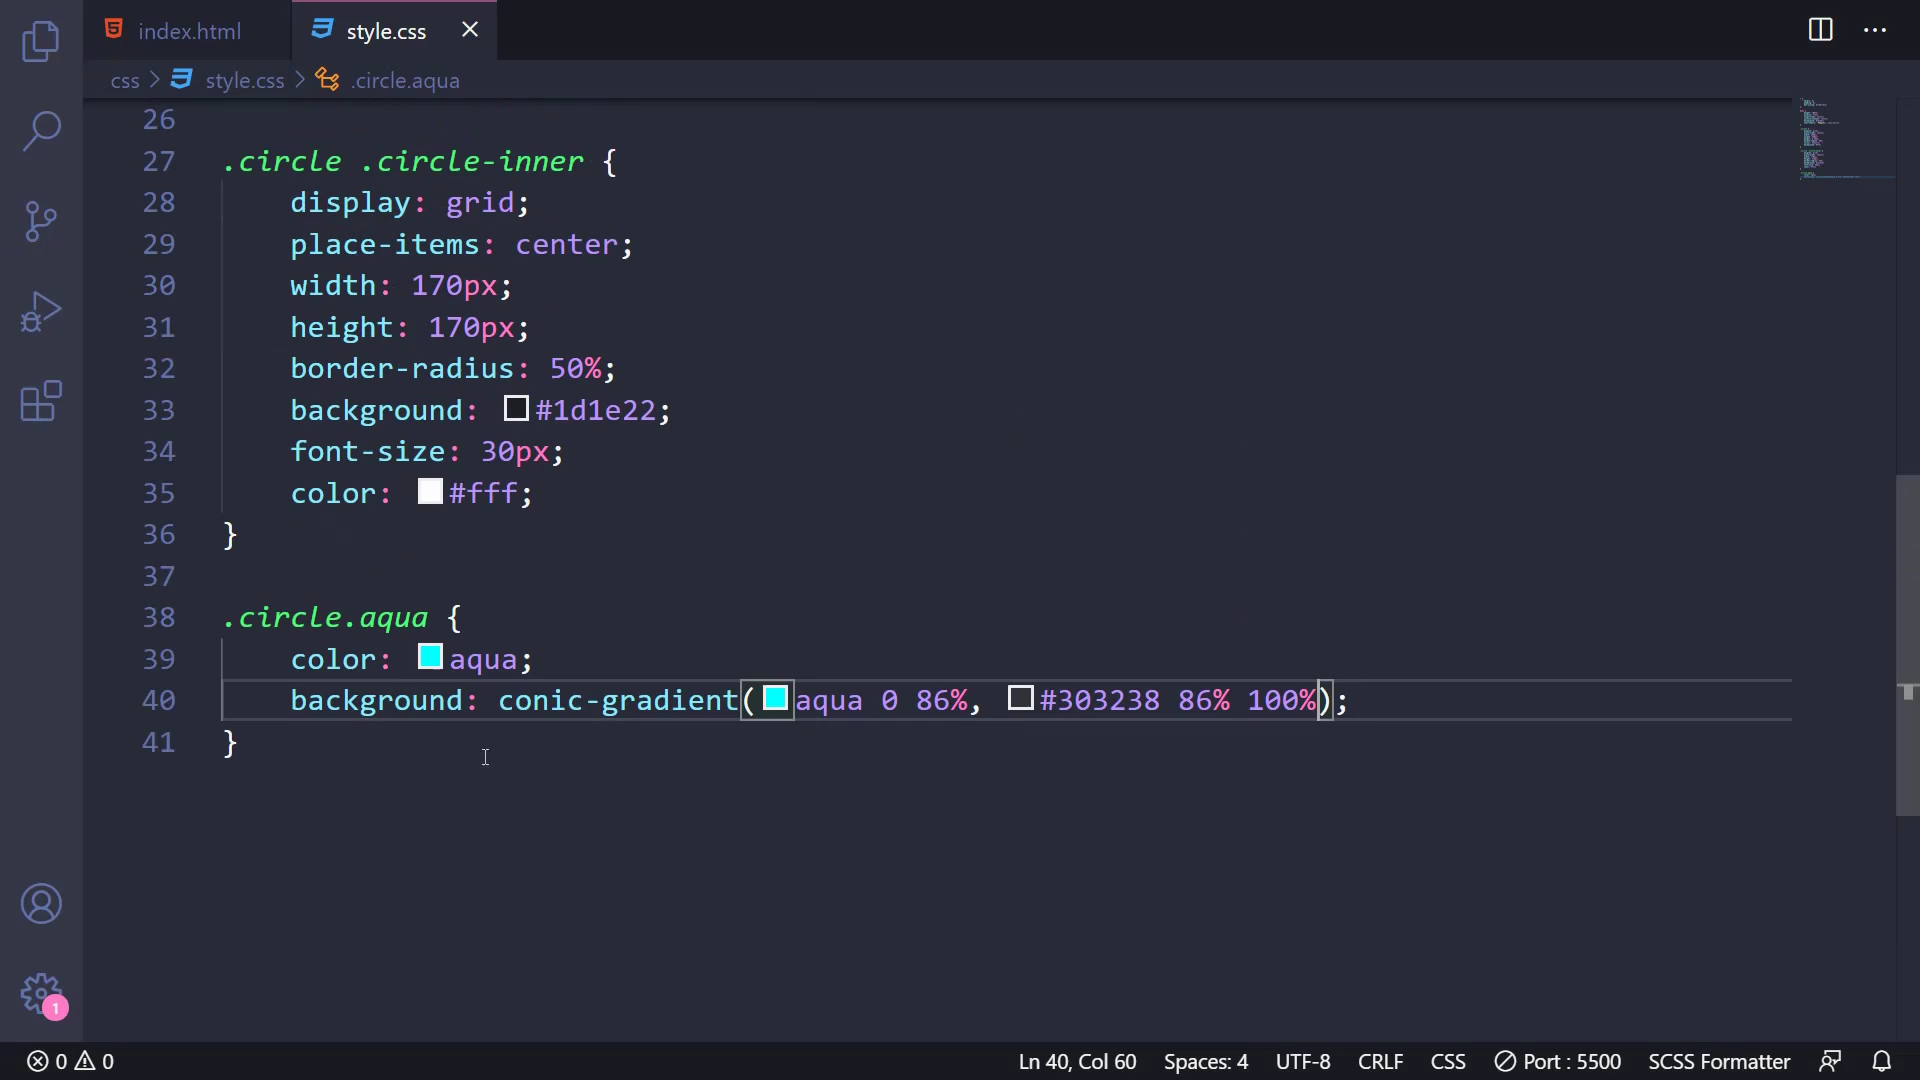 index.html
style.css
css > style.css > .circle.aqua
26
27 .circle .circle-inner {
28 display: grid;
29 place-items: center;
30 width: 170px;
31 height: 170px;
32 border-radius: 50%;
33 background: #1d1e22;
34 font-size: 30px;
35 color: #fff;
36 }
37
38 .circle.aqua {
39 color: aqua;
40 background: conic-gradient(aqua 0 86%, #303238 86% 100%);
41 }
1
0 0 Ln 40, Col 60 Spaces: 4 UTF-8 CRLF CSS Port : 5500 SCSS Formatter